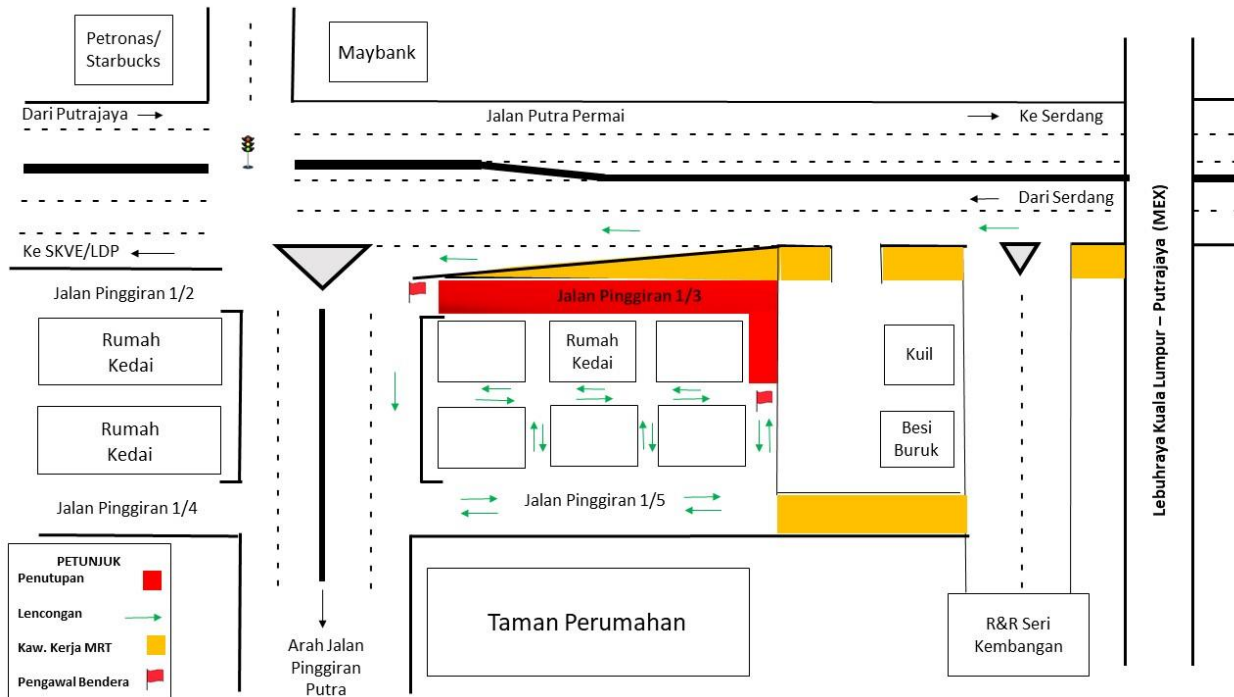 Petronas/
Starbucks
Maybank
Dari Putrajaya
Jalan Putra Permai
Ke Serdang
Dari Serdang
Ke SKVE/LDP
Lebuhraya Kuala Lumpur – Putrajaya (MEX)
Jalan Pinggiran 1/2
Jalan Pinggiran 1/3
Rumah
Kedai
Rumah
Kedai
Kuil
Rumah
Kedai
Besi
Buruk
Jalan Pinggiran 1/4
Jalan Pinggiran 1/5
PETUNJUK
Penutupan
Lencongan
Kaw. Kerja MRT
Pengawal Bendera
Arah Jalan
Pinggiran
Putra
Taman Perumahan
R&R Seri
Kembangan